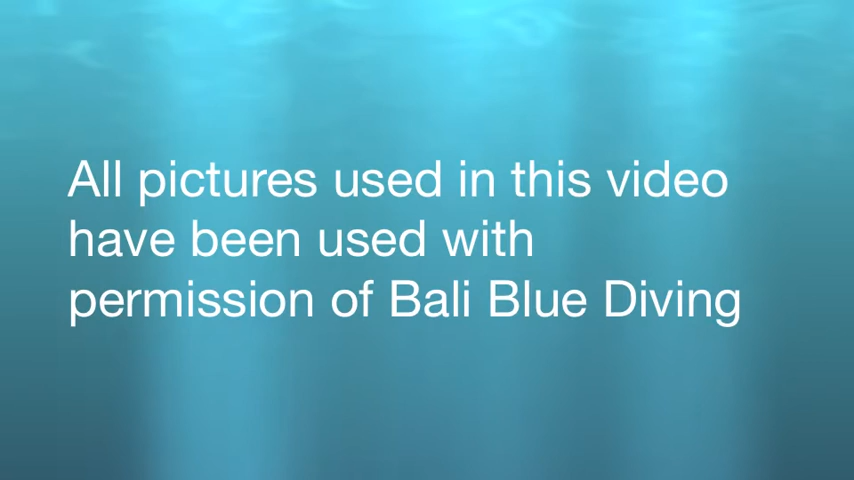 All pictures used in this video
have been used with
permission of Bali Blue Diving